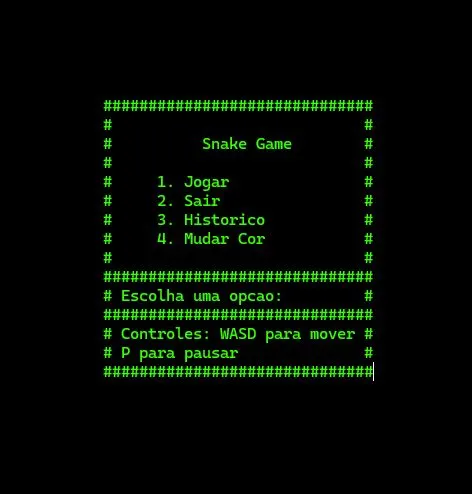 ##############################
#                            #
#          Snake Game        #
#                            #
#     1. Jogar               #
#     2. Sair                #
#     3. Historico           #
#     4. Mudar Cor           #
#                            #
##############################
# Escolha uma opcao:         #
##############################
# Controles: WASD para mover #
# P para pausar              #
##############################